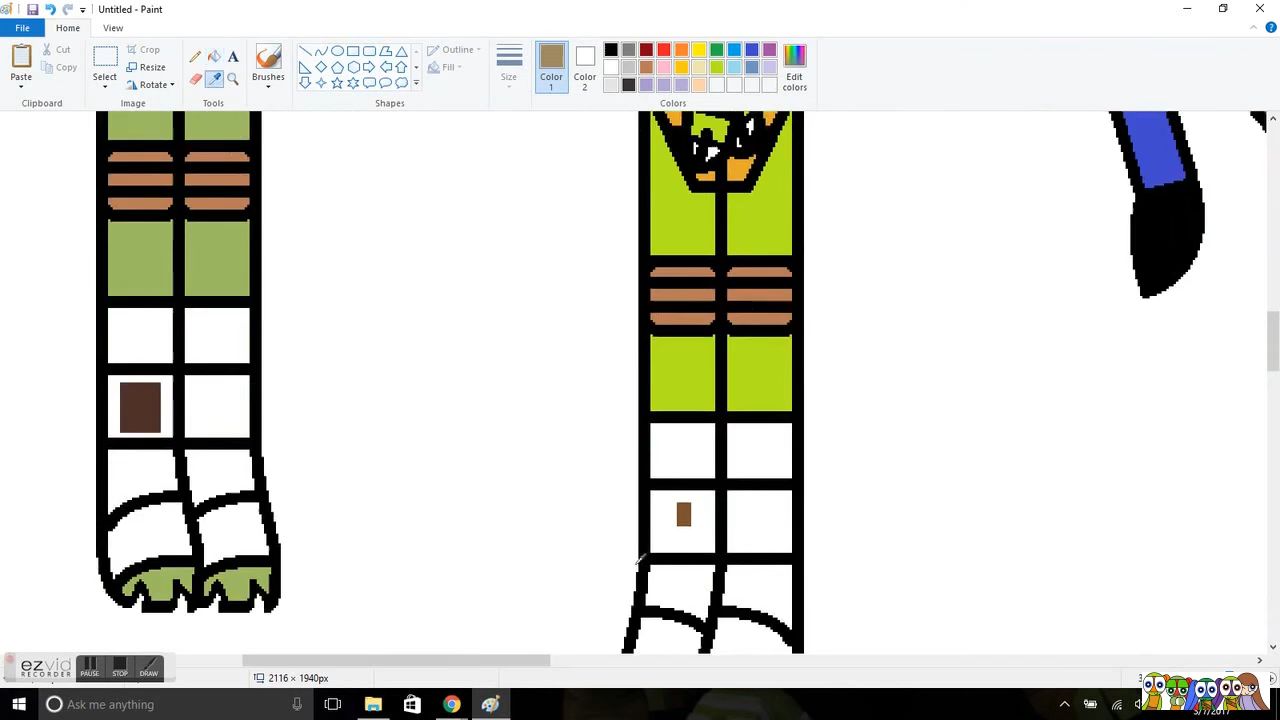 Untitled - Paint
File
Home
View
Paste
Cut
Copy
Clipboard
Select
Crop
Resize
Rotate
Image
A
Tools
Brushes
Outline
Fill
Shapes
Size
Color
1
Color
2
Edit
colors
Colors
ezvid
RECORDER
PAUSE
STOP
DRAW
2116 × 1940px
Ask me anything